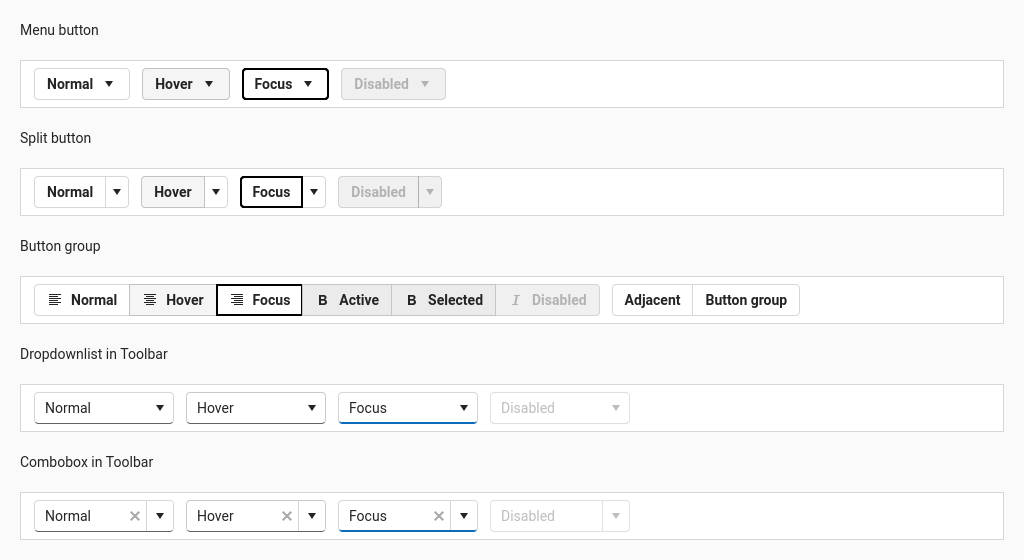 Menu button
Normal Hover Focus Disabled
Split button
Normal Hover Focus Disabled
Button group
Normal Hover Focus B Active B Selected I Disabled Adjacent Button group
Dropdownlist in Toolbar
Normal Hover Focus Disabled
Combobox in Toolbar
Normal Hover Focus Disabled